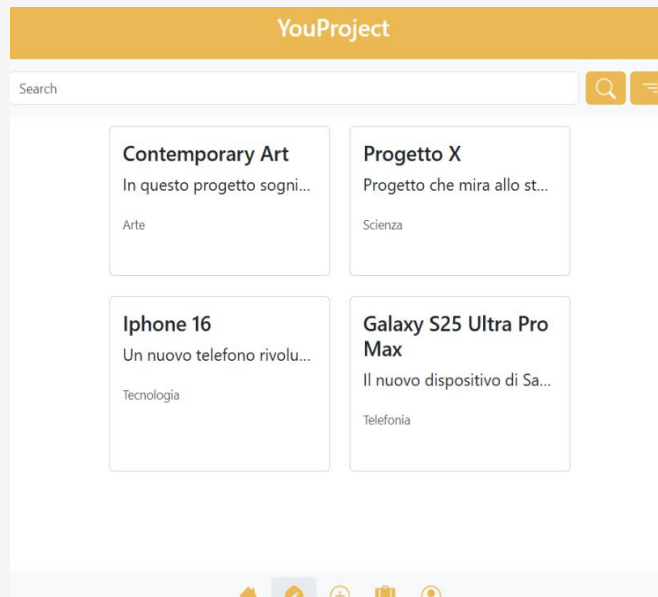 YouProject
Search
Contemporary Art
In questo progetto sogni...
Arte
Progetto X
Progetto che mira allo st...
Scienza
Iphone 16
Un nuovo telefono rivolu...
Tecnologia
Galaxy S25 Ultra Pro
Max
Il nuovo dispositivo di Sa...
Telefonia